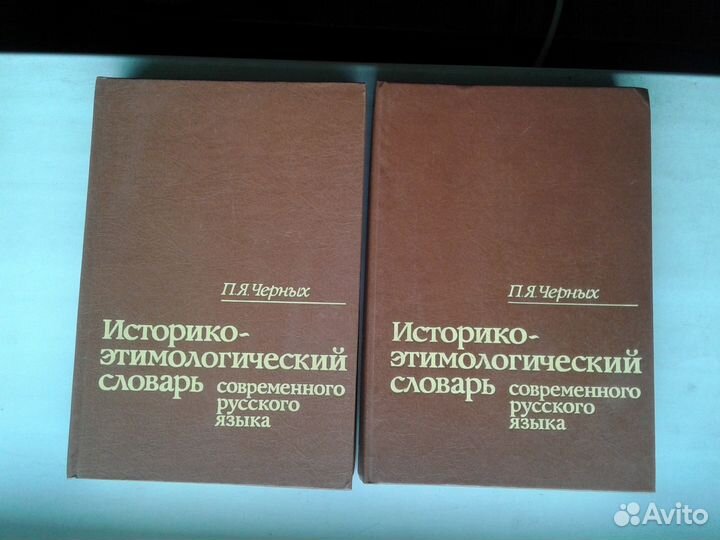 П.Я.Черных
Историко-
этимологический
словарь современного
русского
языка
П.Я.Черных
Историко-
этимологический
словарь современного
русского
языка
Avito